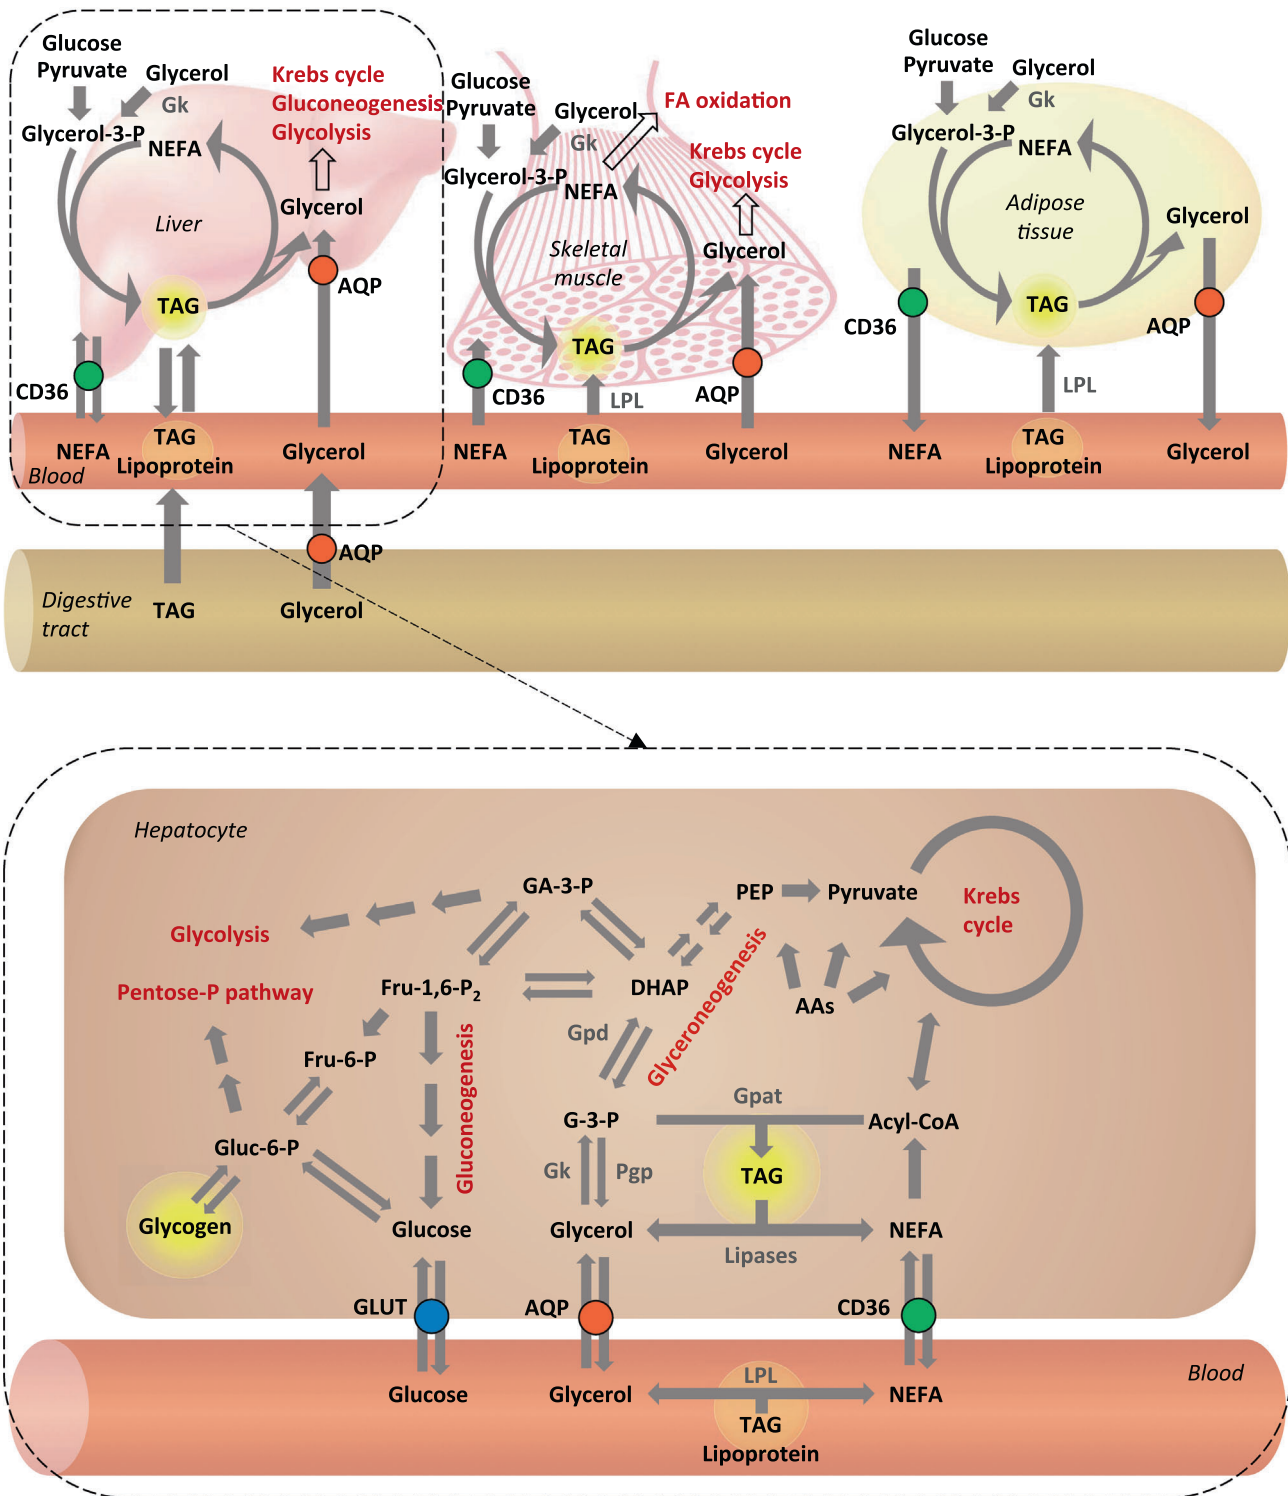 Glucose
Pyruvate
Glycerol
Gk
Glycerol-3-P
NEFA
Krebs cycle
Gluconeogenesis
Glycolysis
Glycerol
Liver
TAG
AQP
CD36
NEFA
TAG
Lipoprotein
Glycerol
Blood
Glucose
Pyruvate
Glycerol
Gk
Glycerol-3-P
NEFA
FA oxidation
Krebs cycle
Glycolysis
Glycerol
Skeletal
muscle
TAG
CD36
LPL
AQP
NEFA
TAG
Lipoprotein
Glycerol
Glucose
Pyruvate
Glycerol
Gk
Glycerol-3-P
NEFA
Adipose
tissue
Glycerol
TAG
CD36
AQP
LPL
NEFA
TAG
Lipoprotein
Glycerol
AQP
Digestive
tract
TAG
Glycerol
Hepatocyte
GA-3-P
PEP
Pyruvate
Krebs
cycle
Glycolysis
Pentose-P pathway
Fru-1,6-P2
DHAP
AAs
Glyceroneogenesis
Gpd
Fru-6-P
Gluconeogenesis
Gpat
G-3-P
Acyl-CoA
Gluc-6-P
Gk
Pgp
TAG
Glycogen
Glucose
Glycerol
NEFA
Lipases
GLUT
AQP
CD36
Blood
LPL
Glucose
Glycerol
NEFA
TAG
Lipoprotein